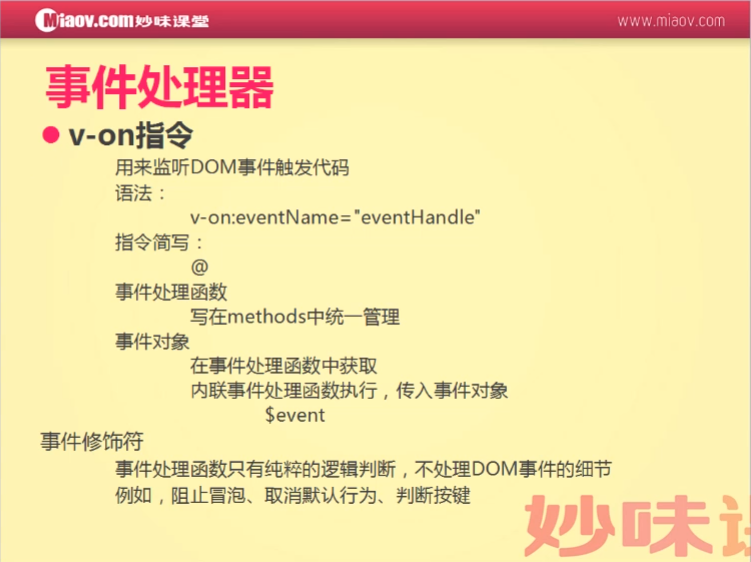 Miaov.com妙味课堂
www.miaov.com
事件处理器
v-on指令
用来监听DOM事件触发代码
语法：
v-on:eventName="eventHandle"
指令简写：
@
事件处理函数
写在methods中统一管理
事件对象
在事件处理函数中获取
内联事件处理函数执行，传入事件对象
$event
事件修饰符
事件处理函数只有纯粹的逻辑判断，不处理DOM事件的细节
例如，阻止冒泡、取消默认行为、判断按键
妙味